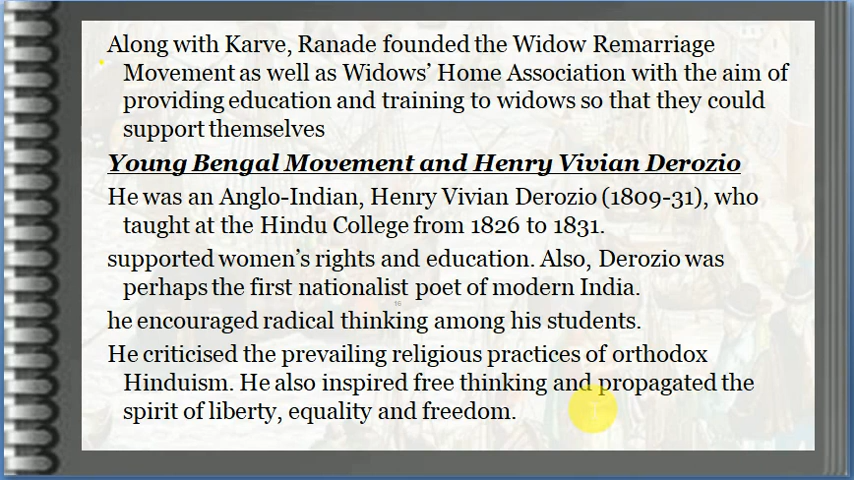 Along with Karve, Ranade founded the Widow Remarriage
Movement as well as Widows' Home Association with the aim of
providing education and training to widows so that they could
support themselves
Young Bengal Movement and Henry Vivian Derozio
He was an Anglo-Indian, Henry Vivian Derozio (1809-31), who
taught at the Hindu College from 1826 to 1831.
supported women's rights and education. Also, Derozio was
perhaps the first nationalist poet of modern India.
he encouraged radical thinking among his students.
He criticised the prevailing religious practices of orthodox
Hinduism. He also inspired free thinking and propagated the
spirit of liberty, equality and freedom.